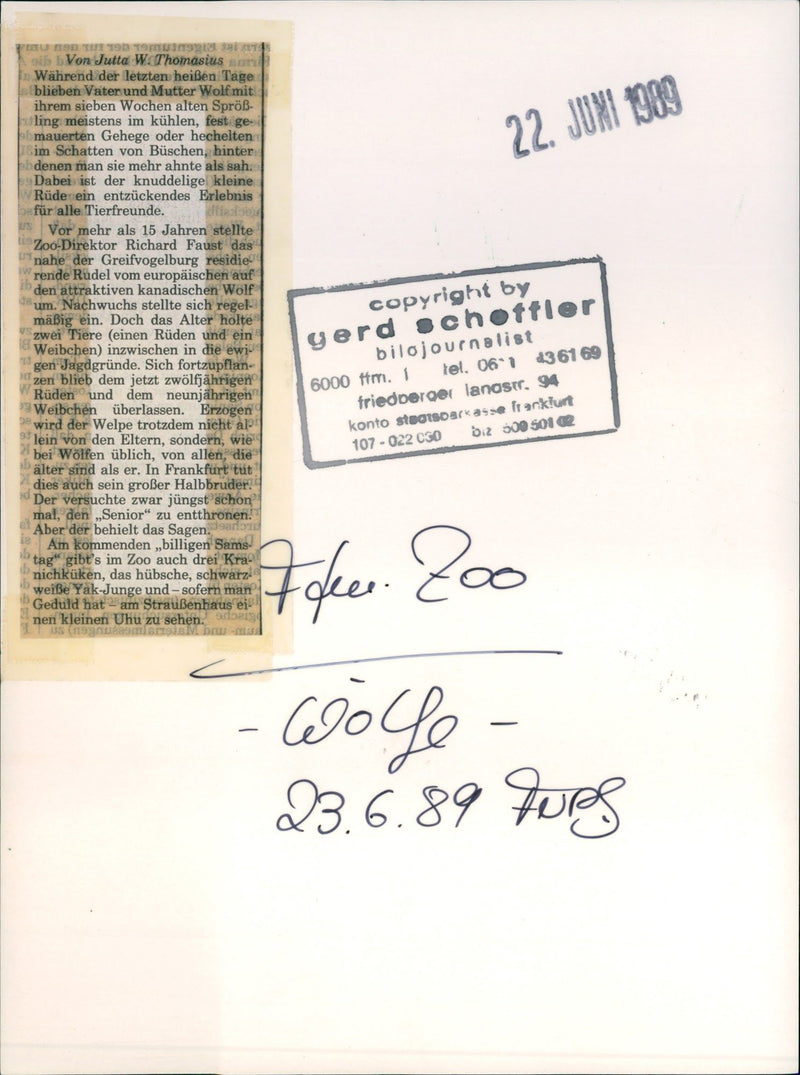 Von Jutta W. Thomasius
Während der letzten heißen Tage
blieben Vater und Mutter Wolf mit
ihrem sieben Wochen alten Spröß-
ling meistens im kühlen, fest ge-
mauerten Gehege oder hechelten
im Schatten von Büschen, hinter
denen man sie mehr ahnte als sah.
Dabei ist der knuddelige kleine
Rüde ein entzückendes Erlebnis
für alle Tierfreunde.
Vor mehr als 15 Jahren stellte
Zoo-Direktor Richard Faust das
nahe der Greifvogelburg residie-
rende Rudel vom europäischen auf
den attraktiven kanadischen Wolf
um. Nachwuchs stellte sich regel-
mäßig ein. Doch das Alter holte
zwei Tiere (einen Rüden und ein
Weibchen) inzwischen in die ewi-
gen Jagdgründe. Sich fortzupflan-
zen blieb dem jetzt zwölfjährigen
Rüden und dem neunjährigen
Weibchen überlassen. Erzogen
wird der Welpe trotzdem nicht al-
lein von den Eltern, sondern, wie
bei Wölfen üblich, von allen, die
älter sind als er. In Frankfurt tut
dies auch sein großer Halbbruder.
Der versuchte zwar jüngst schon
mal, den „Senior“ zu entthronen.
Aber der behielt das Sagen.
Am kommenden „billigen Sams-
tag“ gibt's im Zoo auch drei Kra-
nichküken, das hübsche, schwarz-
weiße Yak-Junge und – sofern man
Geduld hat – am Straußenhaus ei-
nen kleinen Uhu zu sehen.
22. JUNI 1989
copyright by
gerd scheffler
bildjournalist
6000 ffm. 1 tel. 0611 436169
friedberger landstr. 94
konto staatssparkasse frankfurt
107-022 030 blz 500 501 02
Zoo
- Wölfe -
23.6.89